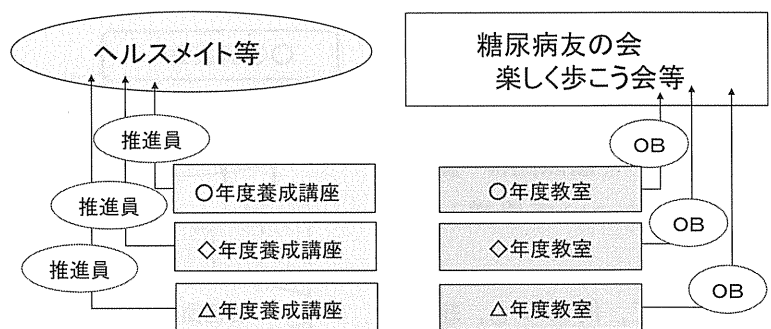 ヘルスメイト等
推進員
○年度養成講座
推進員
◇年度養成講座
推進員
△年度養成講座
糖尿病友の会
楽しく歩こう会等
OB
○年度教室
OB
◇年度教室
OB
△年度教室